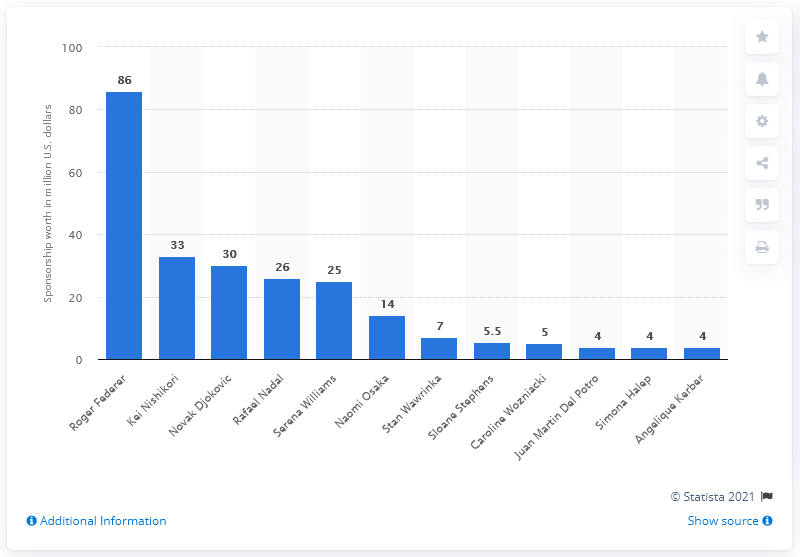 100
80
60
40
20
0
Sponsorship worth in million U.S. dollars
86
33
30
26
25
14
7
5.5
5
4
4
4
Roger Federer
Kei Nishikori
Novak Djokovic
Rafael Nadal
Serena Williams
Naomi Osaka
Stan Wawrinka
Sloane Stephens
Caroline Wozniacki
Juan Martin Del Potro
Simona Halep
Angelique Kerber
© Statista 2021
Additional Information
Show source